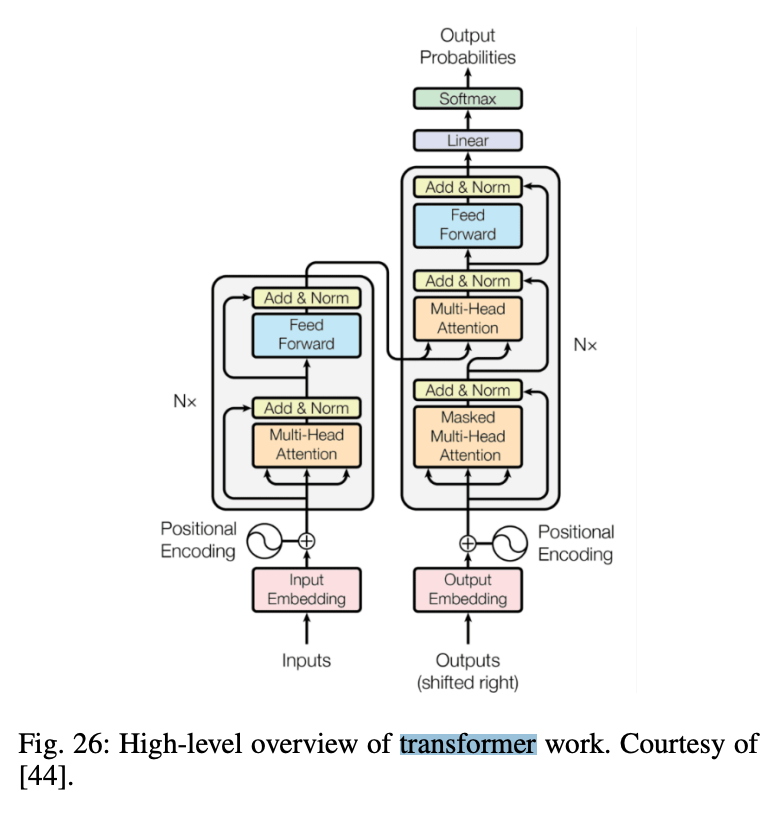 Output
Probabilities
Softmax
Linear
Add & Norm
Feed
Forward
Add & Norm
Multi-Head
Attention
Add & Norm
Masked
Multi-Head
Attention
Nx
Positional
Encoding
Output
Embedding
Outputs
(shifted right)
Add & Norm
Feed
Forward
Add & Norm
Multi-Head
Attention
Nx
Positional
Encoding
Input
Embedding
Inputs
Fig. 26: High-level overview of transformer work. Courtesy of
[44].